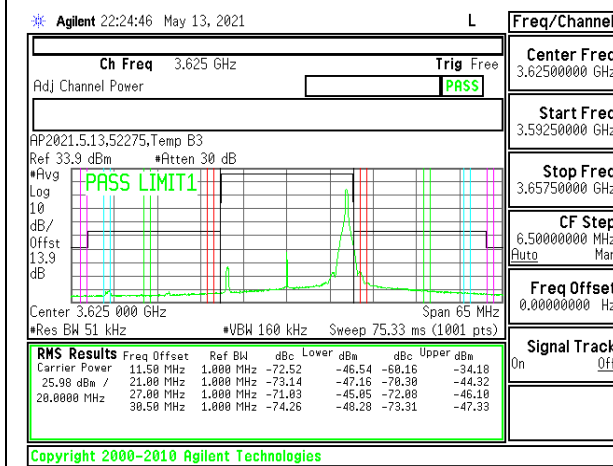 Agilent 22:24:46 May 13, 2021 L
Freq/Channel
Ch Freq 3.625 GHz Trig Free
Adj Channel Power PASS
AP2021.5.13,52275,Temp B3
Ref 33.9 dBm #Atten 30 dB
#Avg
Log
10
dB/
Offst
13.9
dB
PASS LIMIT1
Center 3.625 000 GHz Span 65 MHz
#Res BW 51 kHz #VBW 160 kHz Sweep 75.33 ms (1001 pts)
RMS Results Freq Offset Ref BW dBc Lower dBm dBc Upper dBm
Carrier Power 11.50 MHz 1.000 MHz -72.52 -46.54 -60.16 -34.18
25.98 dBm / 21.00 MHz 1.000 MHz -73.14 -47.16 -70.30 -44.32
20.0000 MHz 27.00 MHz 1.000 MHz -71.03 -45.05 -72.08 -46.10
30.50 MHz 1.000 MHz -74.26 -48.28 -73.31 -47.33
Center Freq
3.62500000 GHz
Start Freq
3.59250000 GHz
Stop Freq
3.65750000 GHz
CF Step
6.50000000 MHz
Auto Man
Freq Offset
0.00000000 Hz
Signal Track
On Off
Copyright 2000-2010 Agilent Technologies